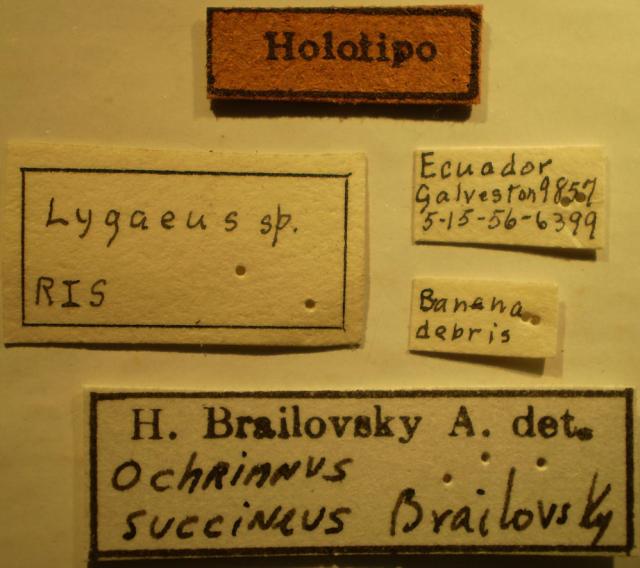 Holotipo
Lygaeus sp.
RIS
Ecuador
Galveston 9857
5-15-56-6399
Banana
debris
H. Brailovsky A. det.
Ochrimnus
succineus Brailovsky